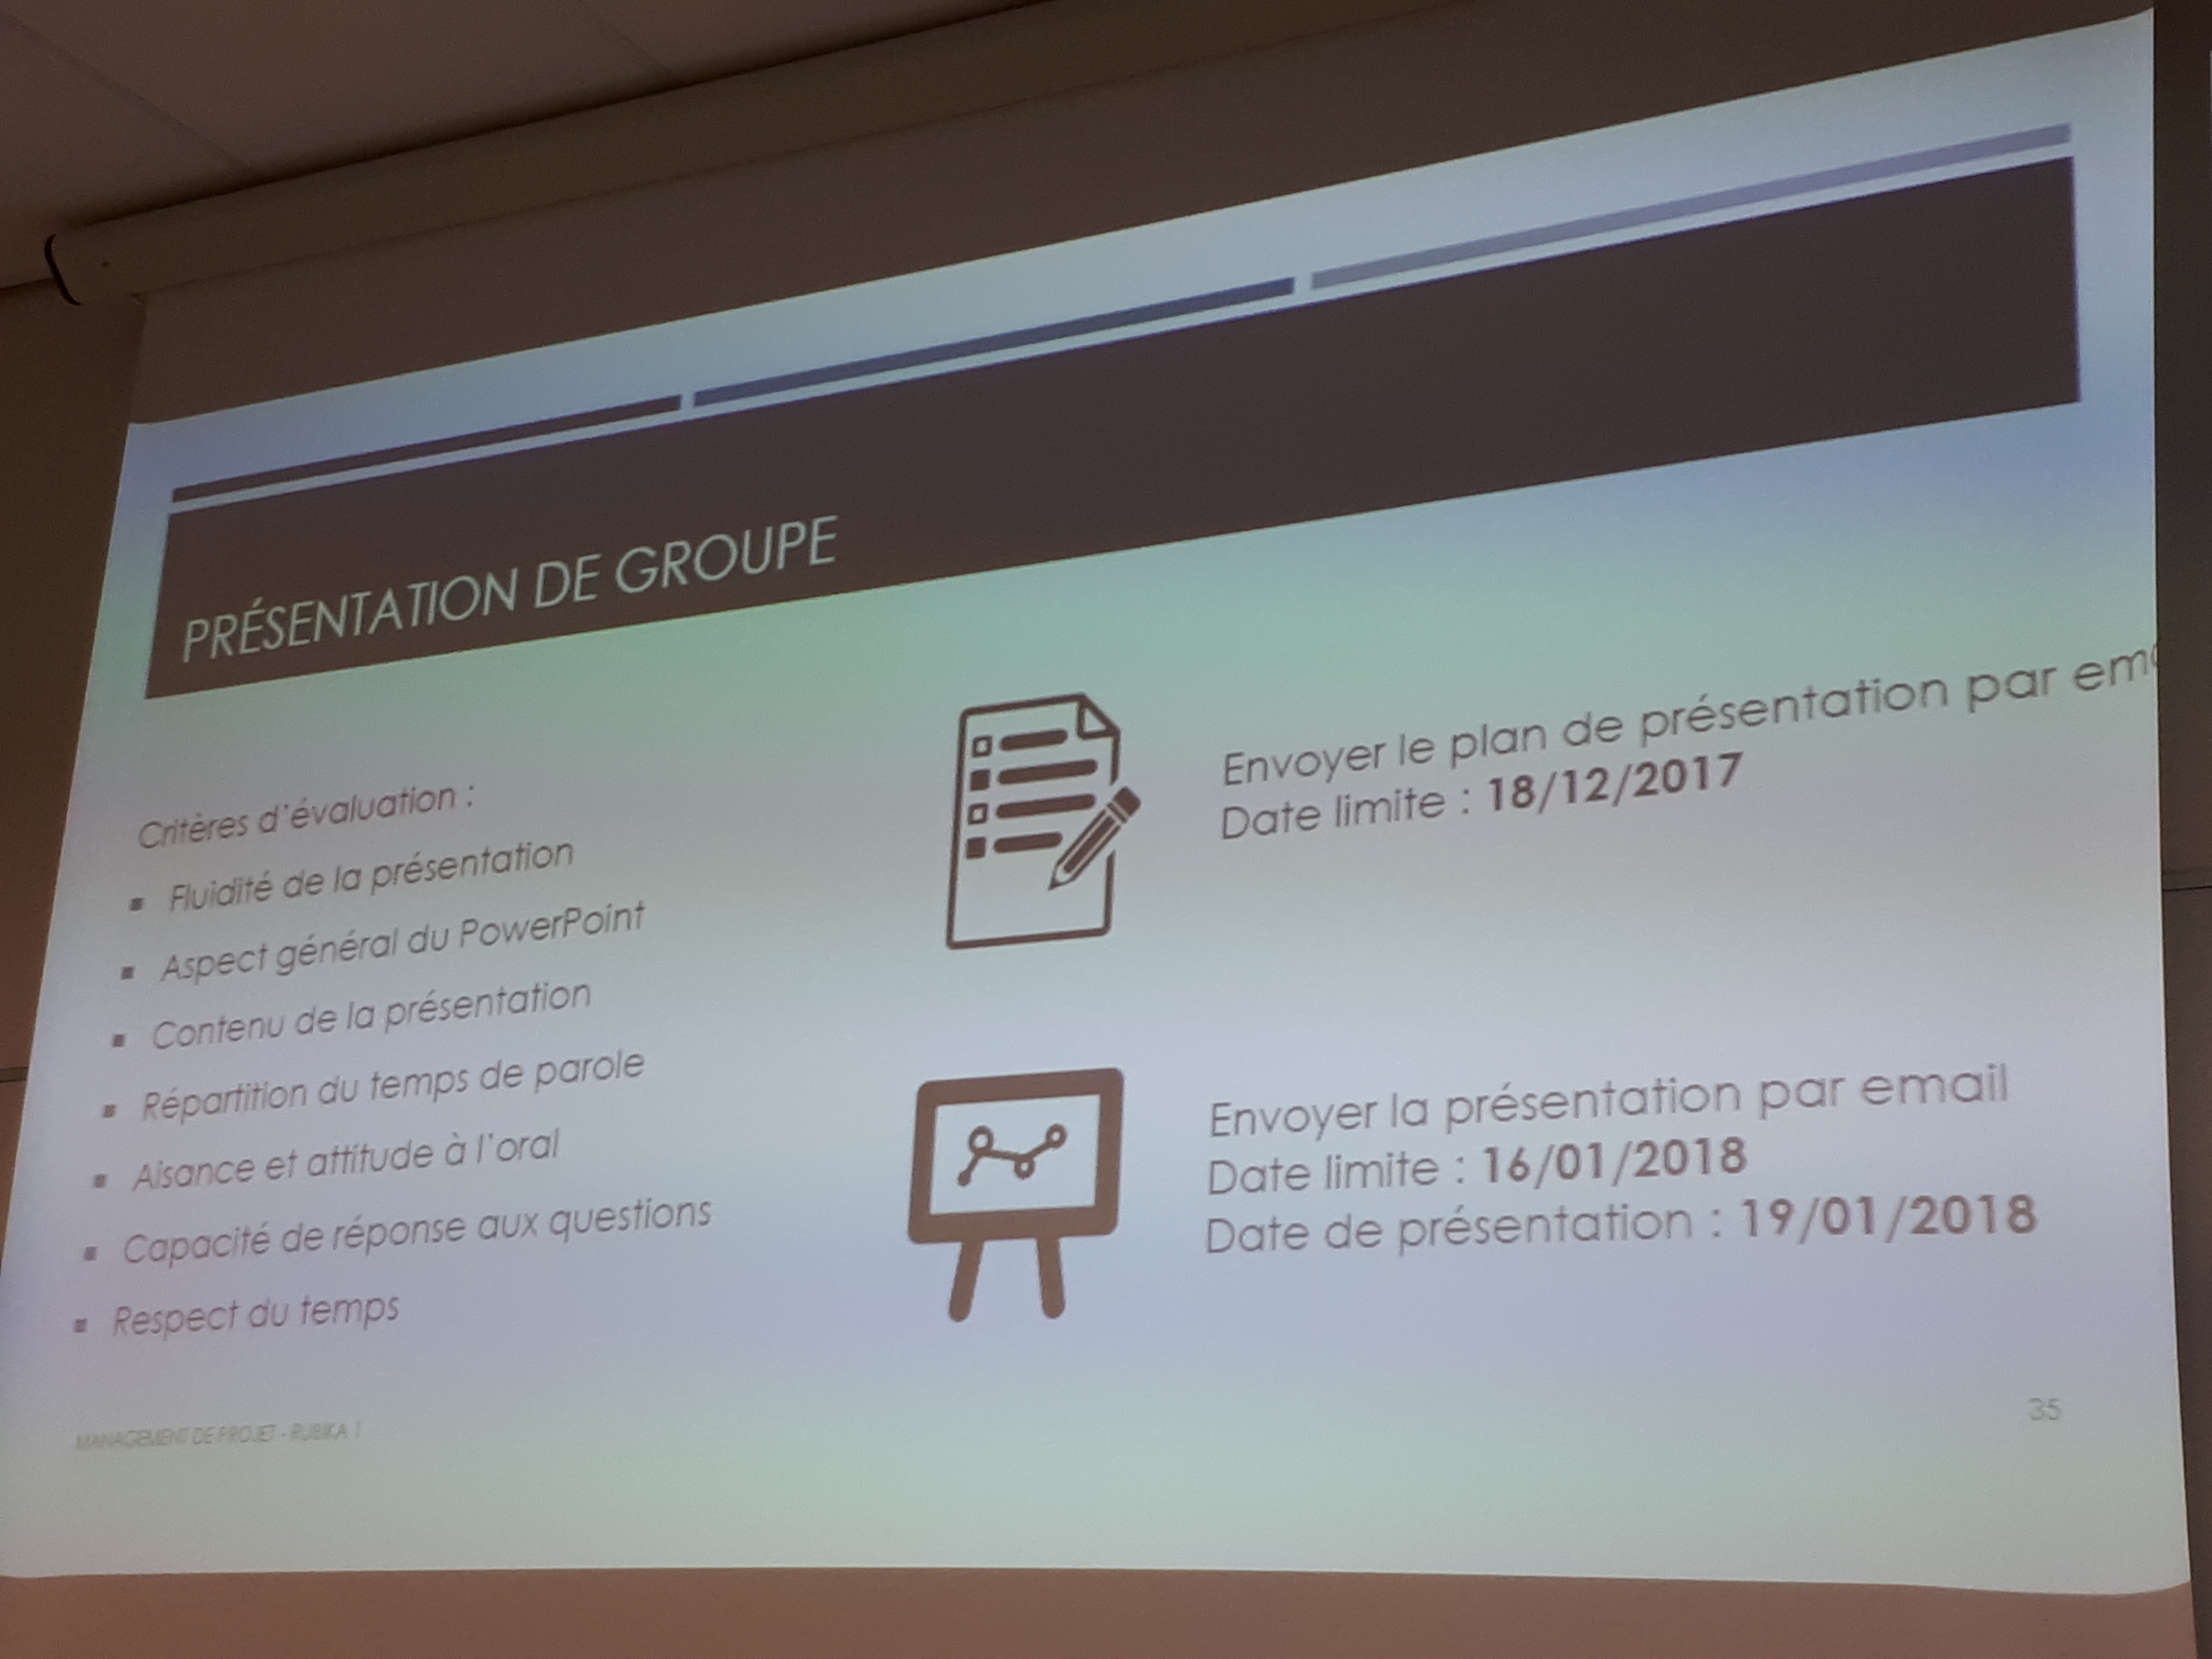 PRÉSENTATION DE GROUPE
Critères d'évaluation :
▪ Fluidité de la présentation
▪ Aspect général du PowerPoint
▪ Contenu de la présentation
▪ Répartition du temps de parole
▪ Aisance et attitude à l'oral
▪ Capacité de réponse aux questions
▪ Respect du temps
Envoyer le plan de présentation par
Date limite : 18/12/2017
Envoyer la présentation par email
Date limite : 16/01/2018
Date de présentation : 19/01/2018
MANAGEMENT DE PROJET - RUBIKA 1
35